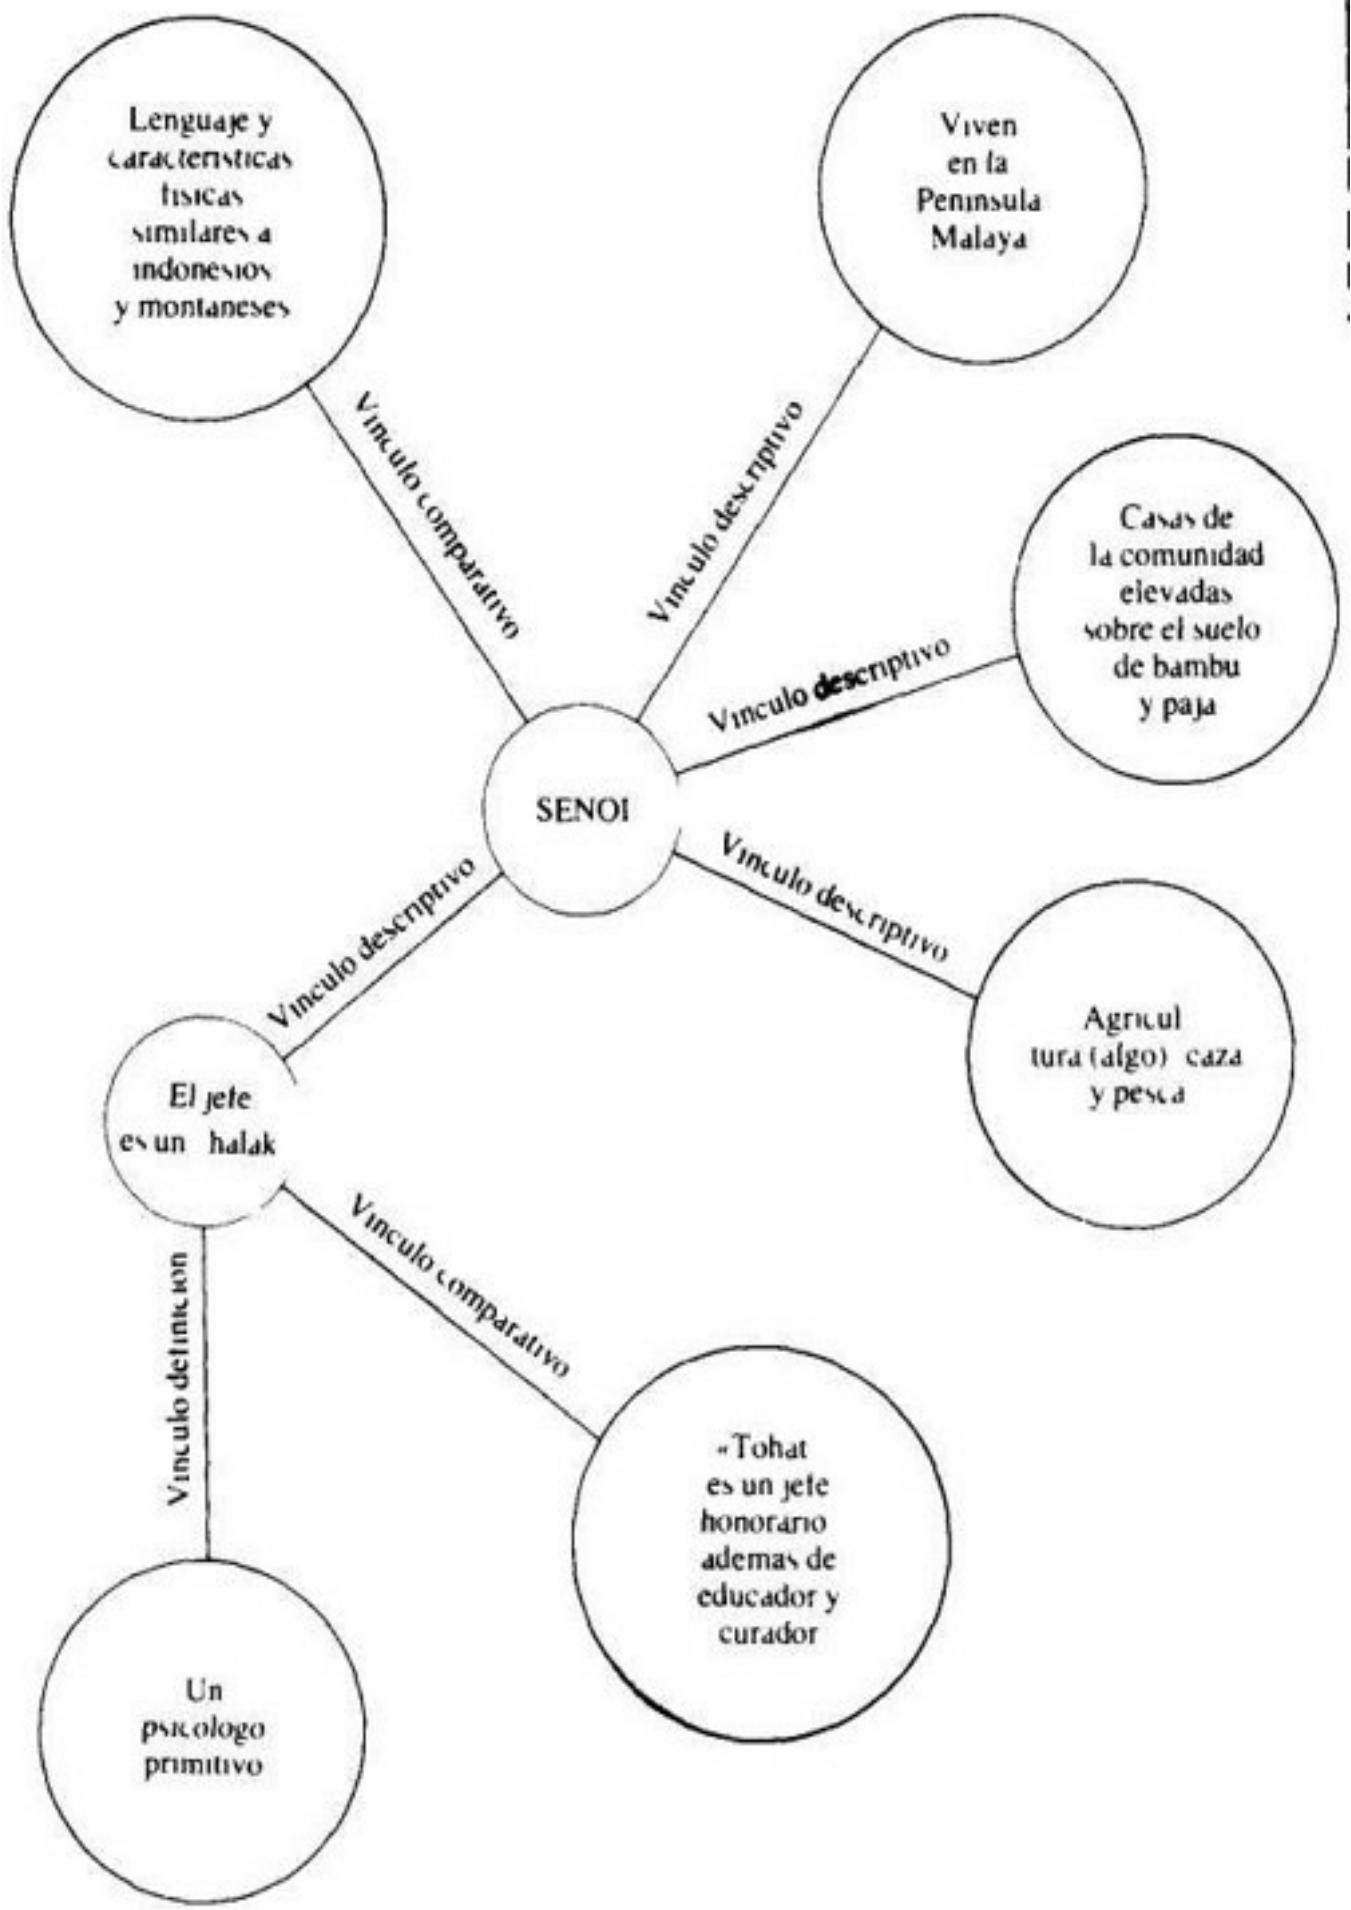 Lenguaje y
caracteristicas
fisicas
similares a
indonesios
y montaneses
Viven
en la
Peninsula
Malaya
Vinculo comparativo
Vinculo descriptivo
Casas de
la comunidad
elevadas
sobre el suelo
de bambu
y paja
Vinculo descriptivo
SENOI
Vinculo descriptivo
Vinculo descriptivo
Agricul
tura (algo) caza
y pesca
El jefe
es un halak
Vinculo comparativo
Vinculo definicion
«Tohat
es un jefe
honorario
ademas de
educador y
curador
Un
psicologo
primitivo